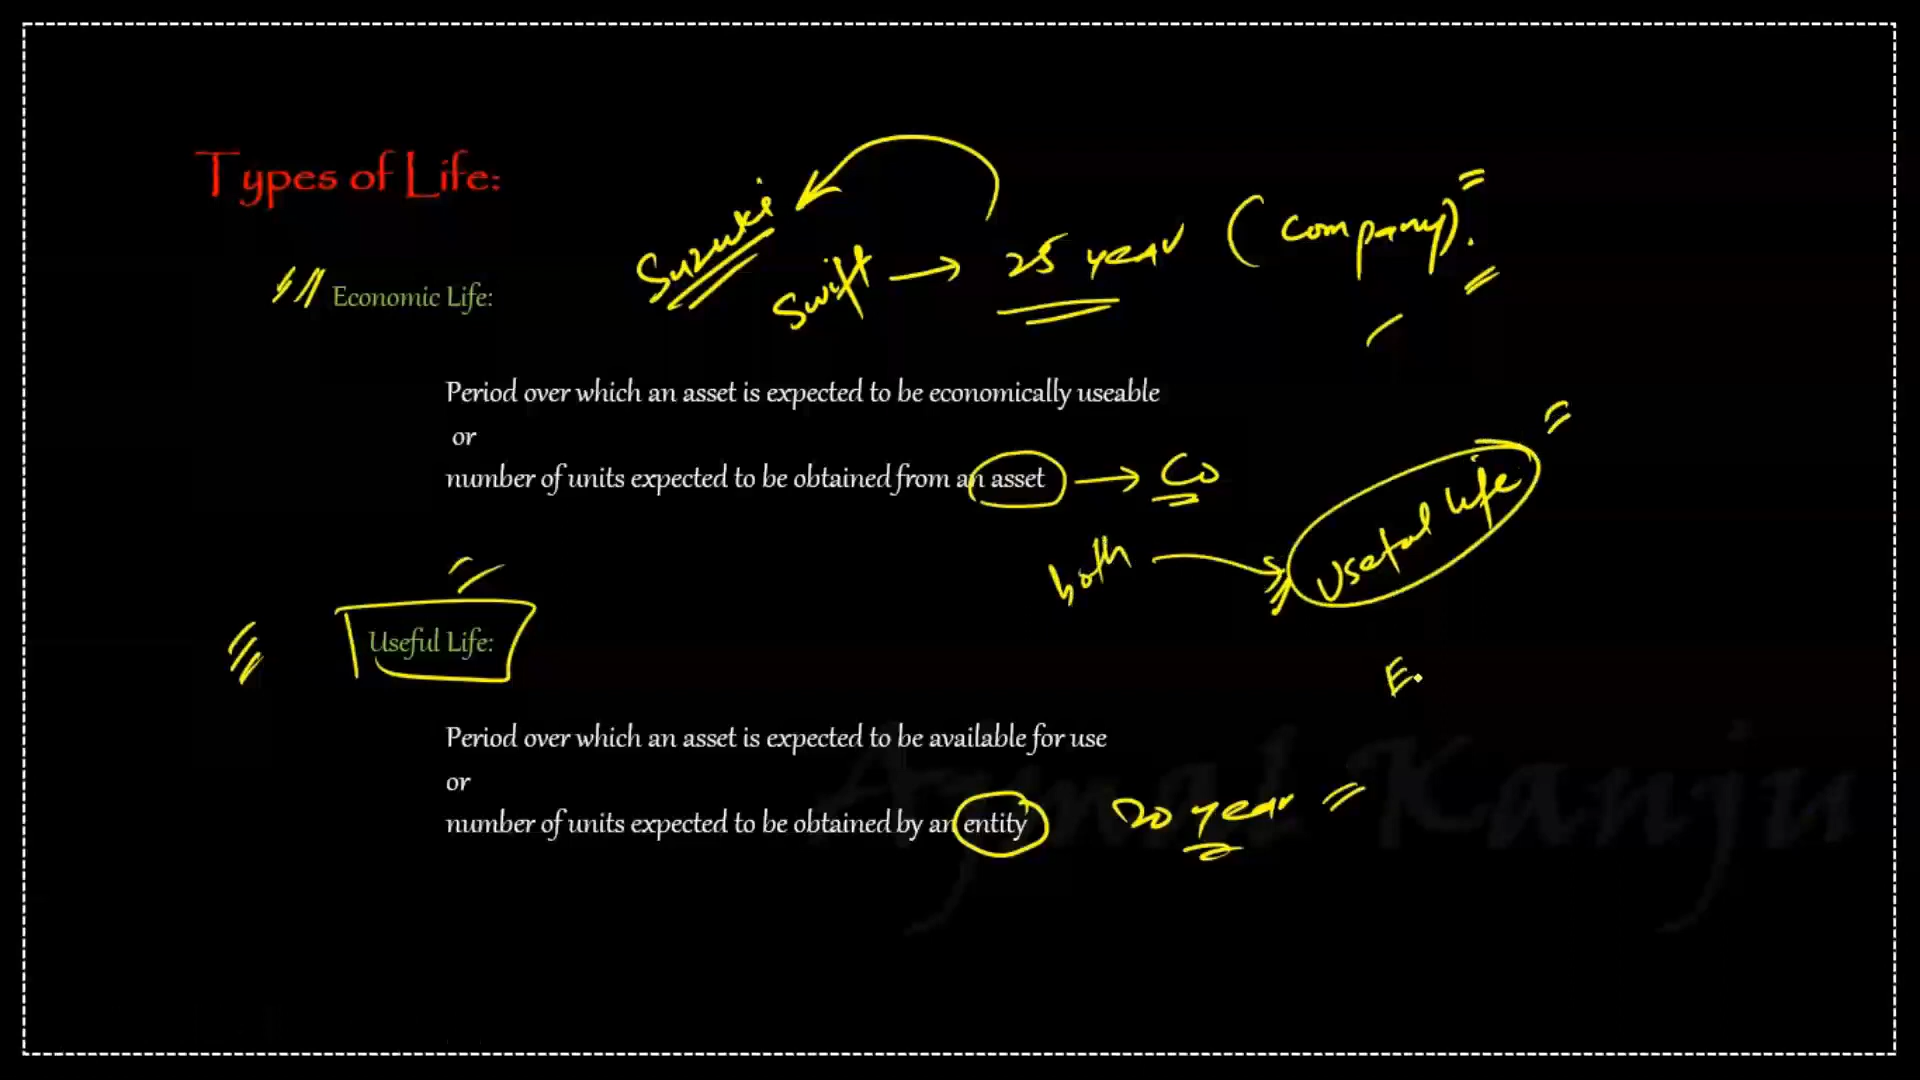 Types of Life:
Suzuki
Swift → 25 year (Company).
Economic Life:
Period over which an asset is expected to be economically useable
or
number of units expected to be obtained from an asset → Co
both → Useful life
Useful Life:
E.
Period over which an asset is expected to be available for use
or
number of units expected to be obtained by an entity
20 year
Ajmal Kanju